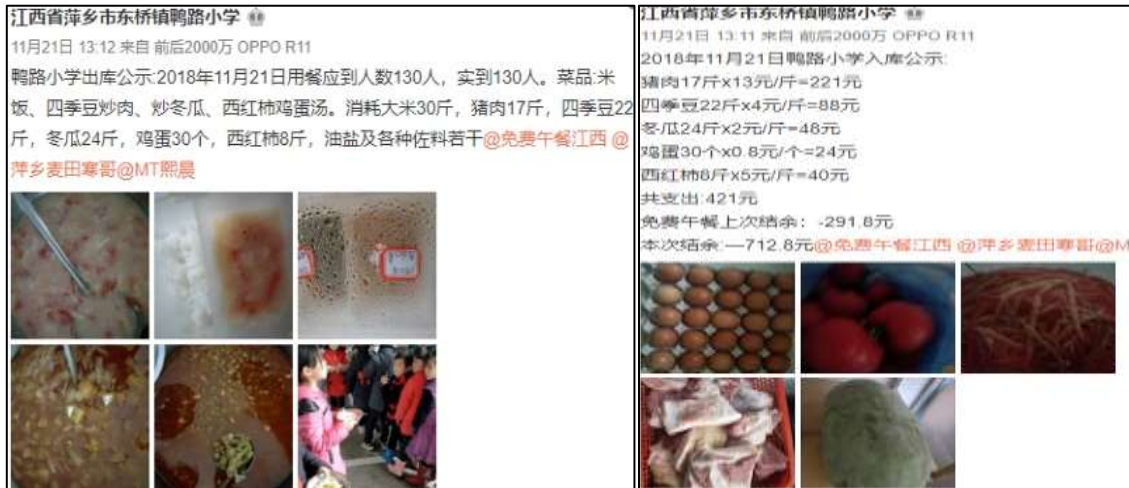 江西省萍乡市东桥镇鸭路小学
11月21日 13:12 来自 前后2000万 OPPO R11
鸭路小学出库公示:2018年11月21日用餐应到人数130人，实到130人。菜品:米
饭、四季豆炒肉、炒冬瓜、西红柿鸡蛋汤。消耗大米30斤，猪肉17斤，四季豆22
斤，冬瓜24斤，鸡蛋30个，西红柿8斤，油盐及各种佐料若干@免费午餐江西 @
萍乡麦田寒哥@MT熙晨
江西省萍乡市东桥镇鸭路小学
11月21日 13:11 来自 前后2000万 OPPO R11
2018年11月21日鸭路小学入库公示:
猪肉17斤x13元/斤=221元
四季豆22斤x4元/斤=88元
冬瓜24斤x2元/斤=48元
鸡蛋30个x0.8元/个=24元
西红柿8斤x5元/斤=40元
共支出:421元
免费午餐上次结余：-291.8元
本次结余:—712.8元@免费午餐江西 @萍乡麦田寒哥@M